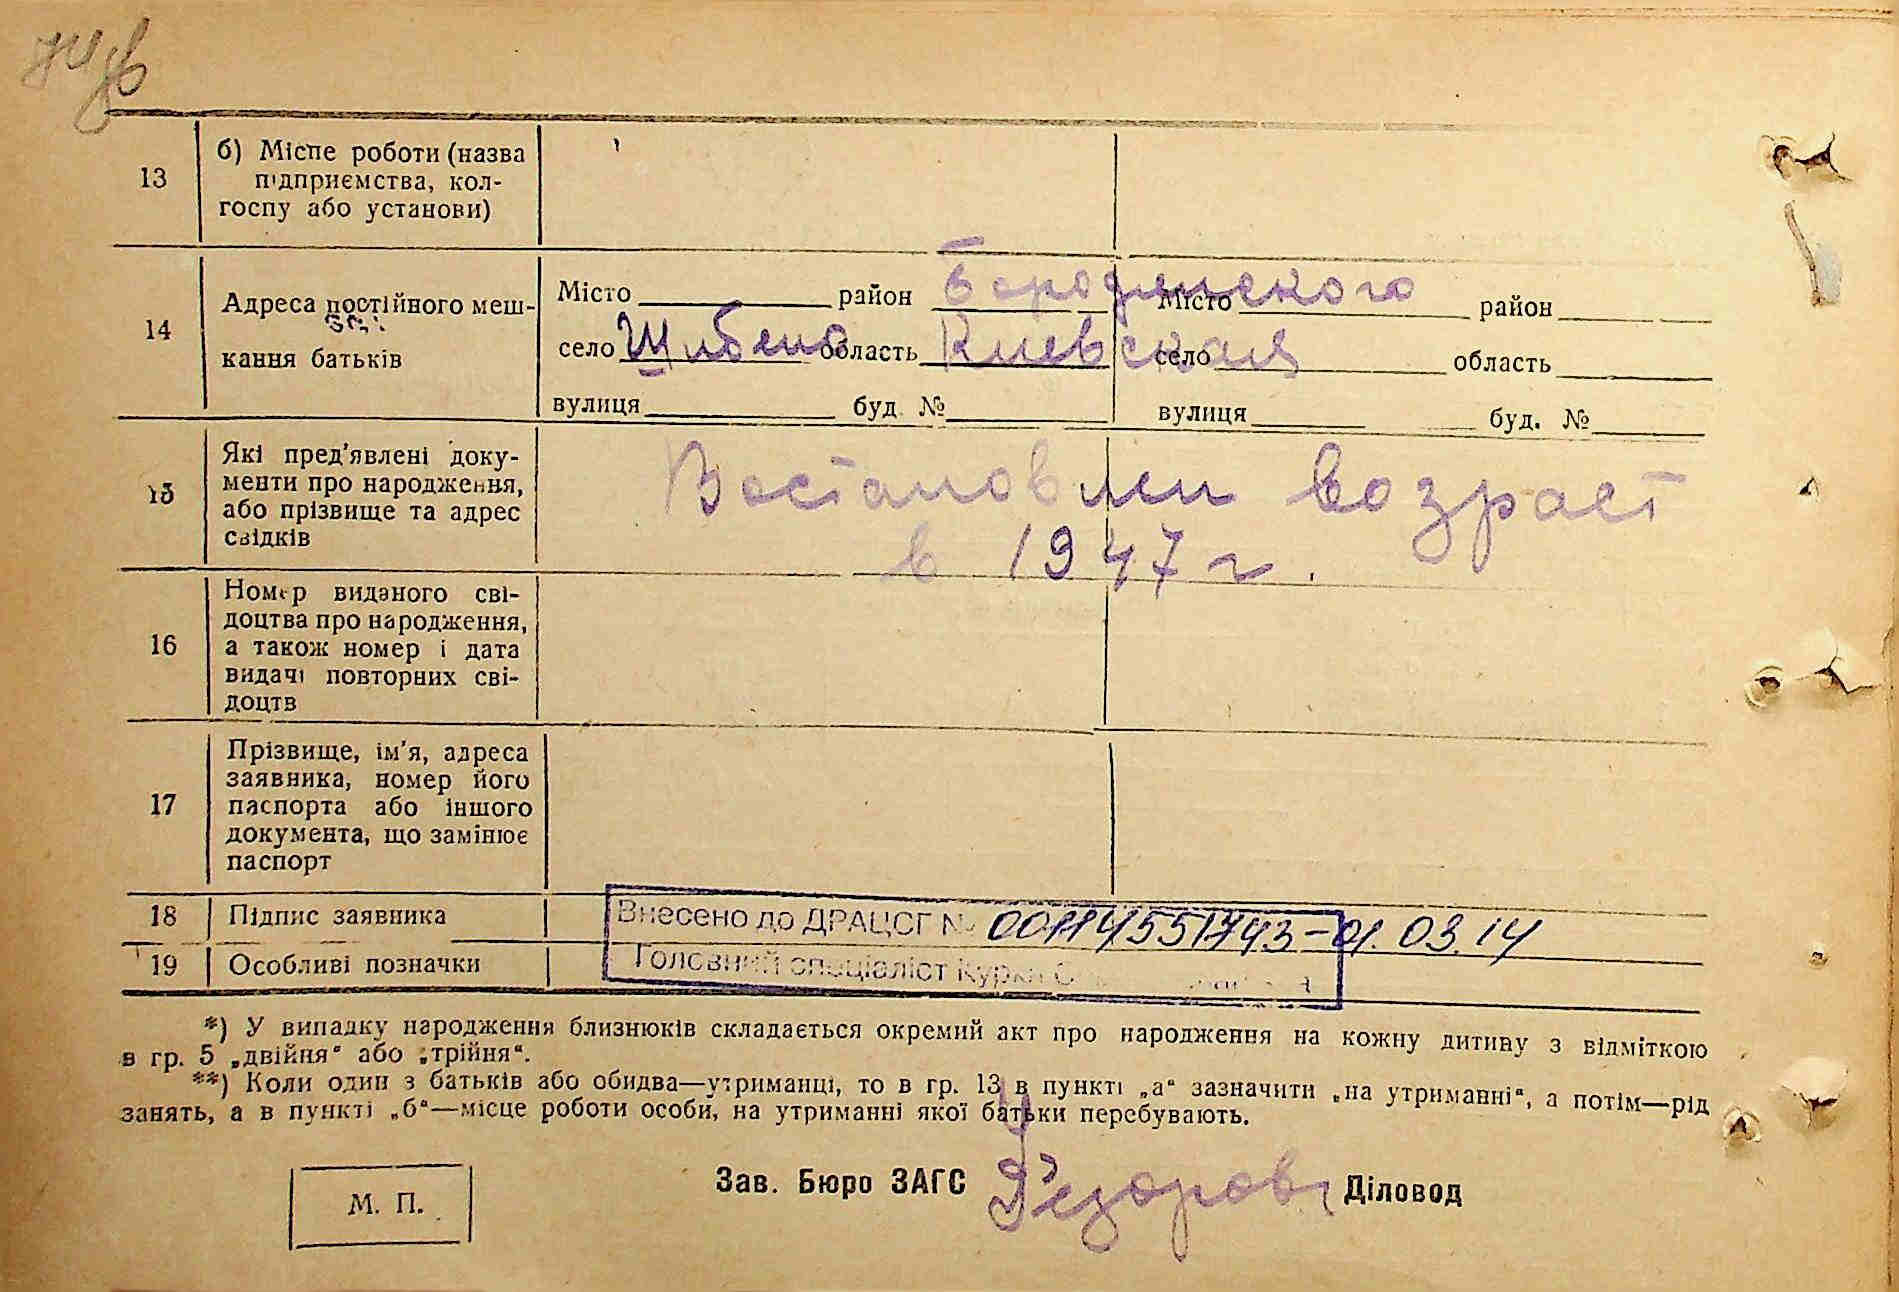 13
б) Місце роботи (назва
підприємства, кол-
госпу або установи)
14
Адреса постійного меш-
кання батьків
Місто район Бородянского Місто район
село Шибено область Киевская село область
вулиця буд. № вулиця буд. №
15
Які пред'явлені доку-
менти про народження,
або прізвище та адрес
свідків
Востановлен возраст
в 1947 г.
16
Номер виданого сві-
доцтва про народження,
а також номер і дата
видачі повторних сві-
доцтв
17
Прізвище, ім'я, адреса
заявника, номер його
паспорта або іншого
документа, що замінює
паспорт
18 Підпис заявника
Внесено до ДРАЦСГ № 00114551743-01.03.14
19 Особливі позначки
Головний спеціаліст
*) У випадку народження близнюків складається окремий акт про народження на кожну дитину з відміткою
в гр. 5 „двійня“ або „трійня“.
**) Коли один з батьків або обидва—утриманці, то в гр. 13 в пункті „а“ зазначити „на утриманні“, а потім—рід
занять, а в пункті „б“—місце роботи особи, на утриманні якої батьки перебувають.
М. П.
Зав. Бюро ЗАГС Діловод